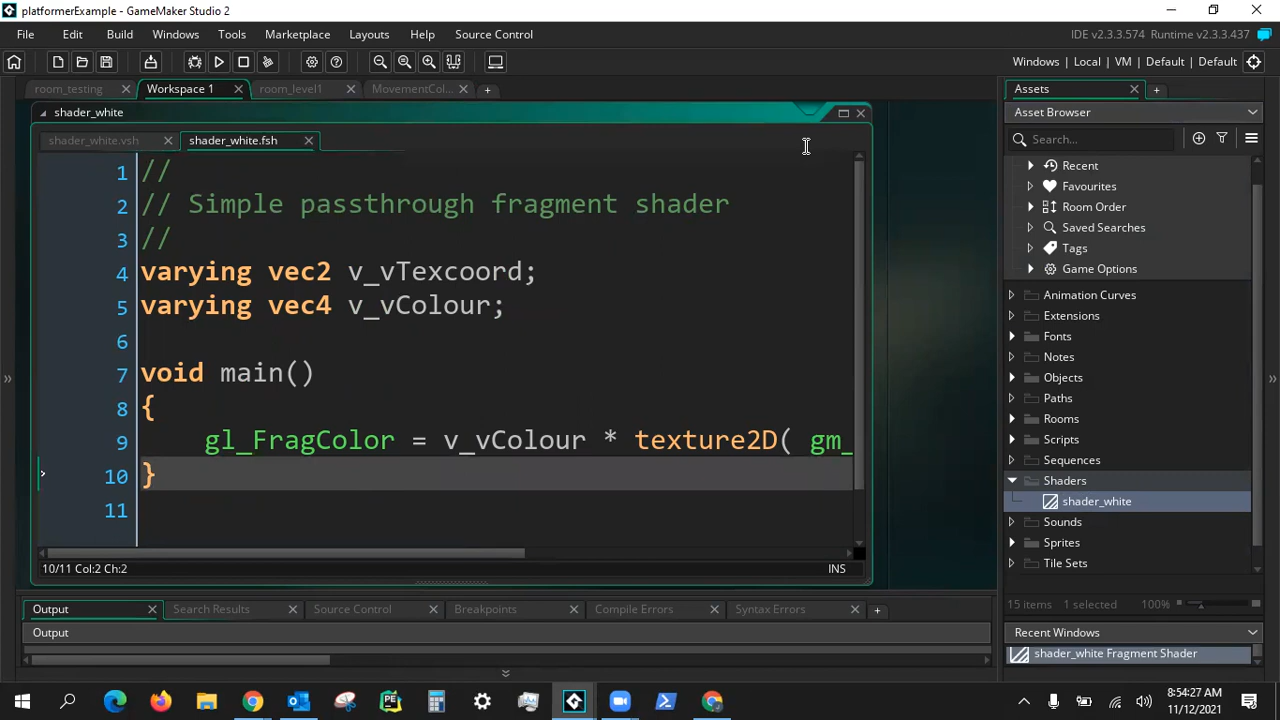 platformerExample - GameMaker Studio 2
File Edit Build Windows Tools Help Marketplace Layouts Source Control
IDE v2.3.3.574 Runtime v2.3.3.437
Windows | Local | VM | Default | Default
room_testing Workspace 1 room_level1 MovementCol...
Assets
shader_white
Asset Browser
shader_white.vsh shader_white.fsh
Search...
1 //
2 // Simple passthrough fragment shader
3 //
4 varying vec2 v_vTexcoord;
5 varying vec4 v_vColour;
6
7 void main()
8 {
9 gl_FragColor = v_vColour * texture2D( gm_
10 }
11
10/11 Col:2 Ch:2
INS
Recent
Favourites
Room Order
Saved Searches
Tags
Game Options
Animation Curves
Extensions
Fonts
Notes
Objects
Paths
Rooms
Scripts
Sequences
Shaders
shader_white
Sounds
Sprites
Tile Sets
15 items 1 selected 100%
Output Search Results Source Control Breakpoints Compile Errors Syntax Errors
Output
Recent Windows
shader_white Fragment Shader
8:54:27 AM
11/12/2021